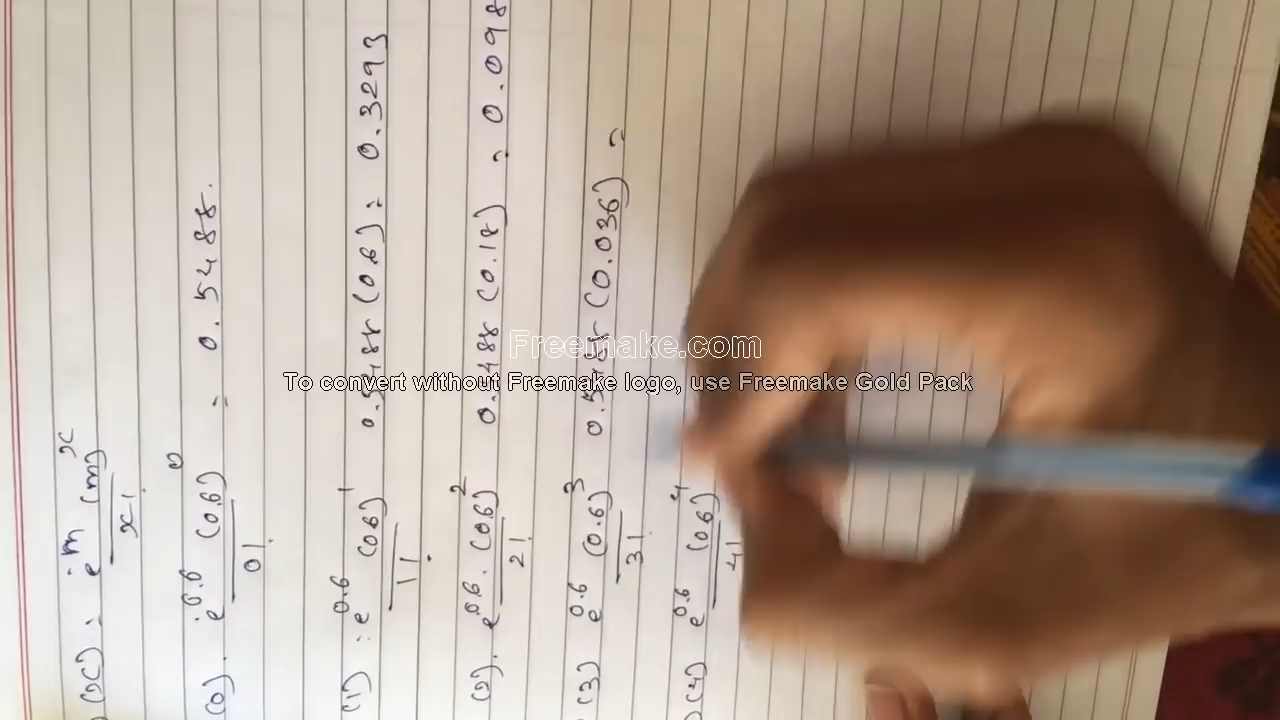 (x) = e^-m (m)^x / x!
(0) . e^-0.6 (0.6)^0 / 0! = 0.5488.
(1) : e^0.6 (0.6)^1 / 1! 0.5488 (0.6) = 0.3293
(2) . e^0.6 . (0.6)^2 / 2! 0.5488 (0.18) = 0.098
(3) e^0.6 (0.6)^3 / 3! 0.5488 (0.036) =
(4) e^0.6 (0.6)^4 / 4!
Freemake.com
To convert without Freemake logo, use Freemake Gold Pack